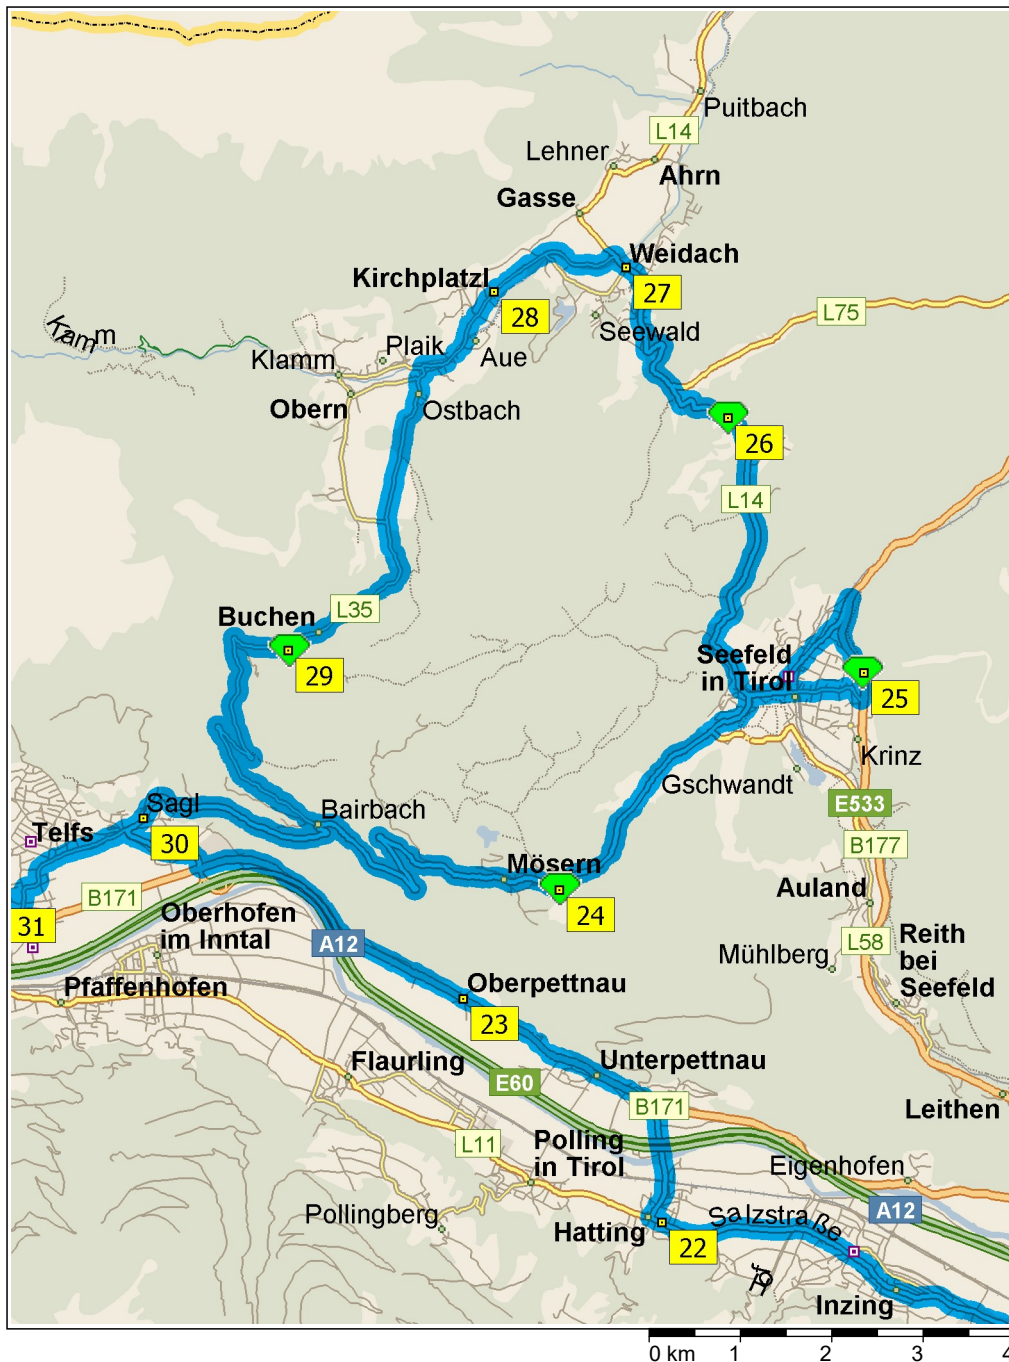 Puitbach
L14
Lehner
Ahrn
Gasse
Weidach
Kirchplatzl
27
28
L75
Kamm
Seewald
Plaik
Aue
Klamm
Obern
Ostbach
26
L14
L35
Buchen
29
Seefeld
in Tirol
25
Krinz
Gschwandt
E533
Sagl
Bairbach
Telfs
30
B177
Mösern
B171
24
Auland
31
Oberhofen
im Inntal
A12
L58
Reith
bei
Seefeld
Mühlberg
Pfaffenhofen
Oberpettnau
23
Flaurling
Unterpettnau
E60
B171
Leithen
L11
Polling
in Tirol
Eigenhofen
Pollingberg
Salzstraße
A12
Hatting
22
Inzing
0 km 1 2 3 4